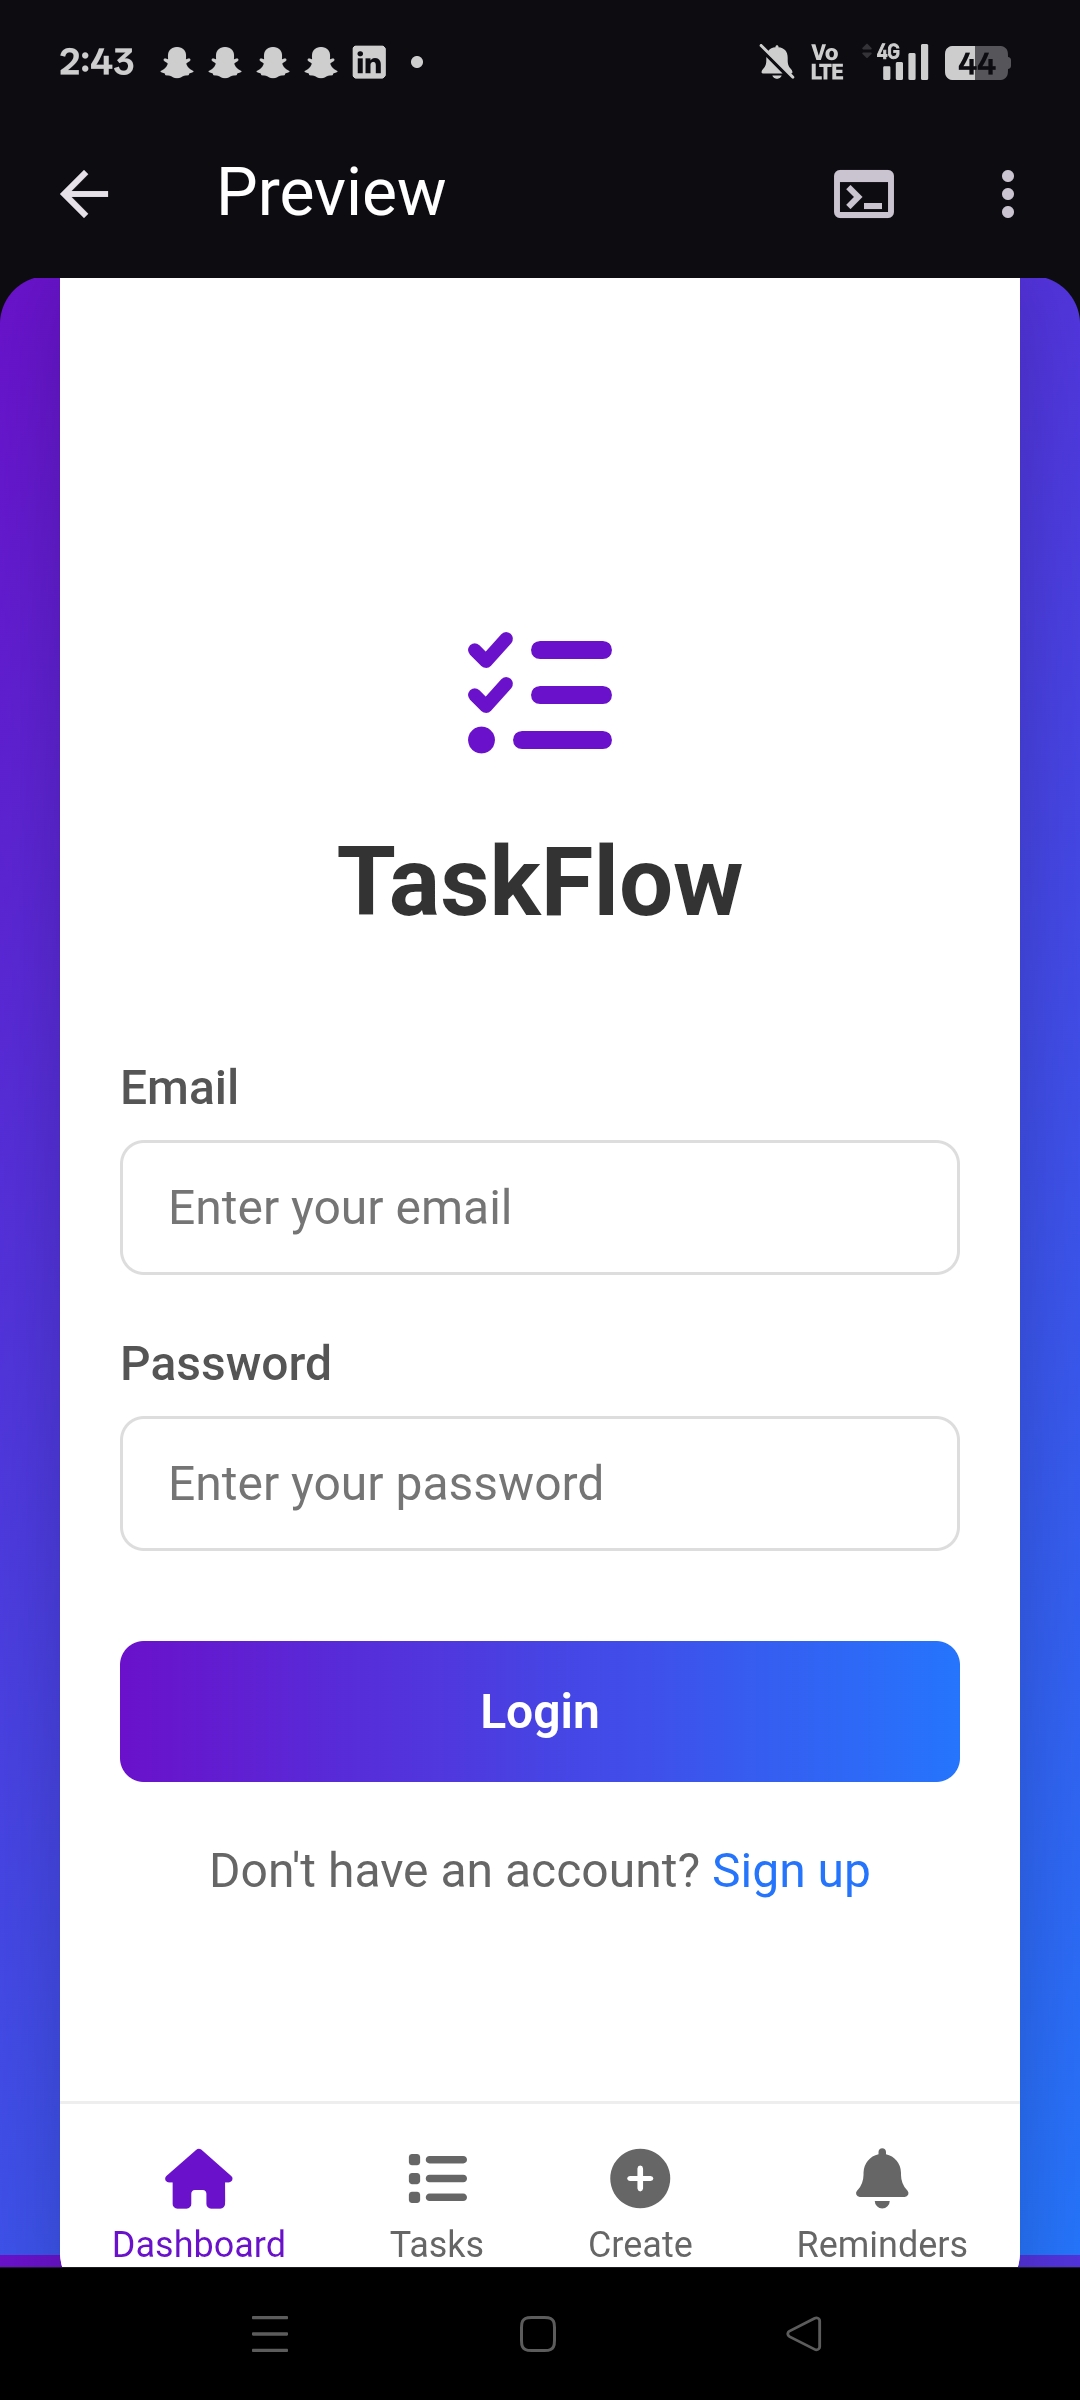 2:43
in
Vo
LTE
4G
44
Preview
TaskFlow
Email
Enter your email
Password
Enter your password
Login
Don't have an account? Sign up
Dashboard Tasks Create Reminders